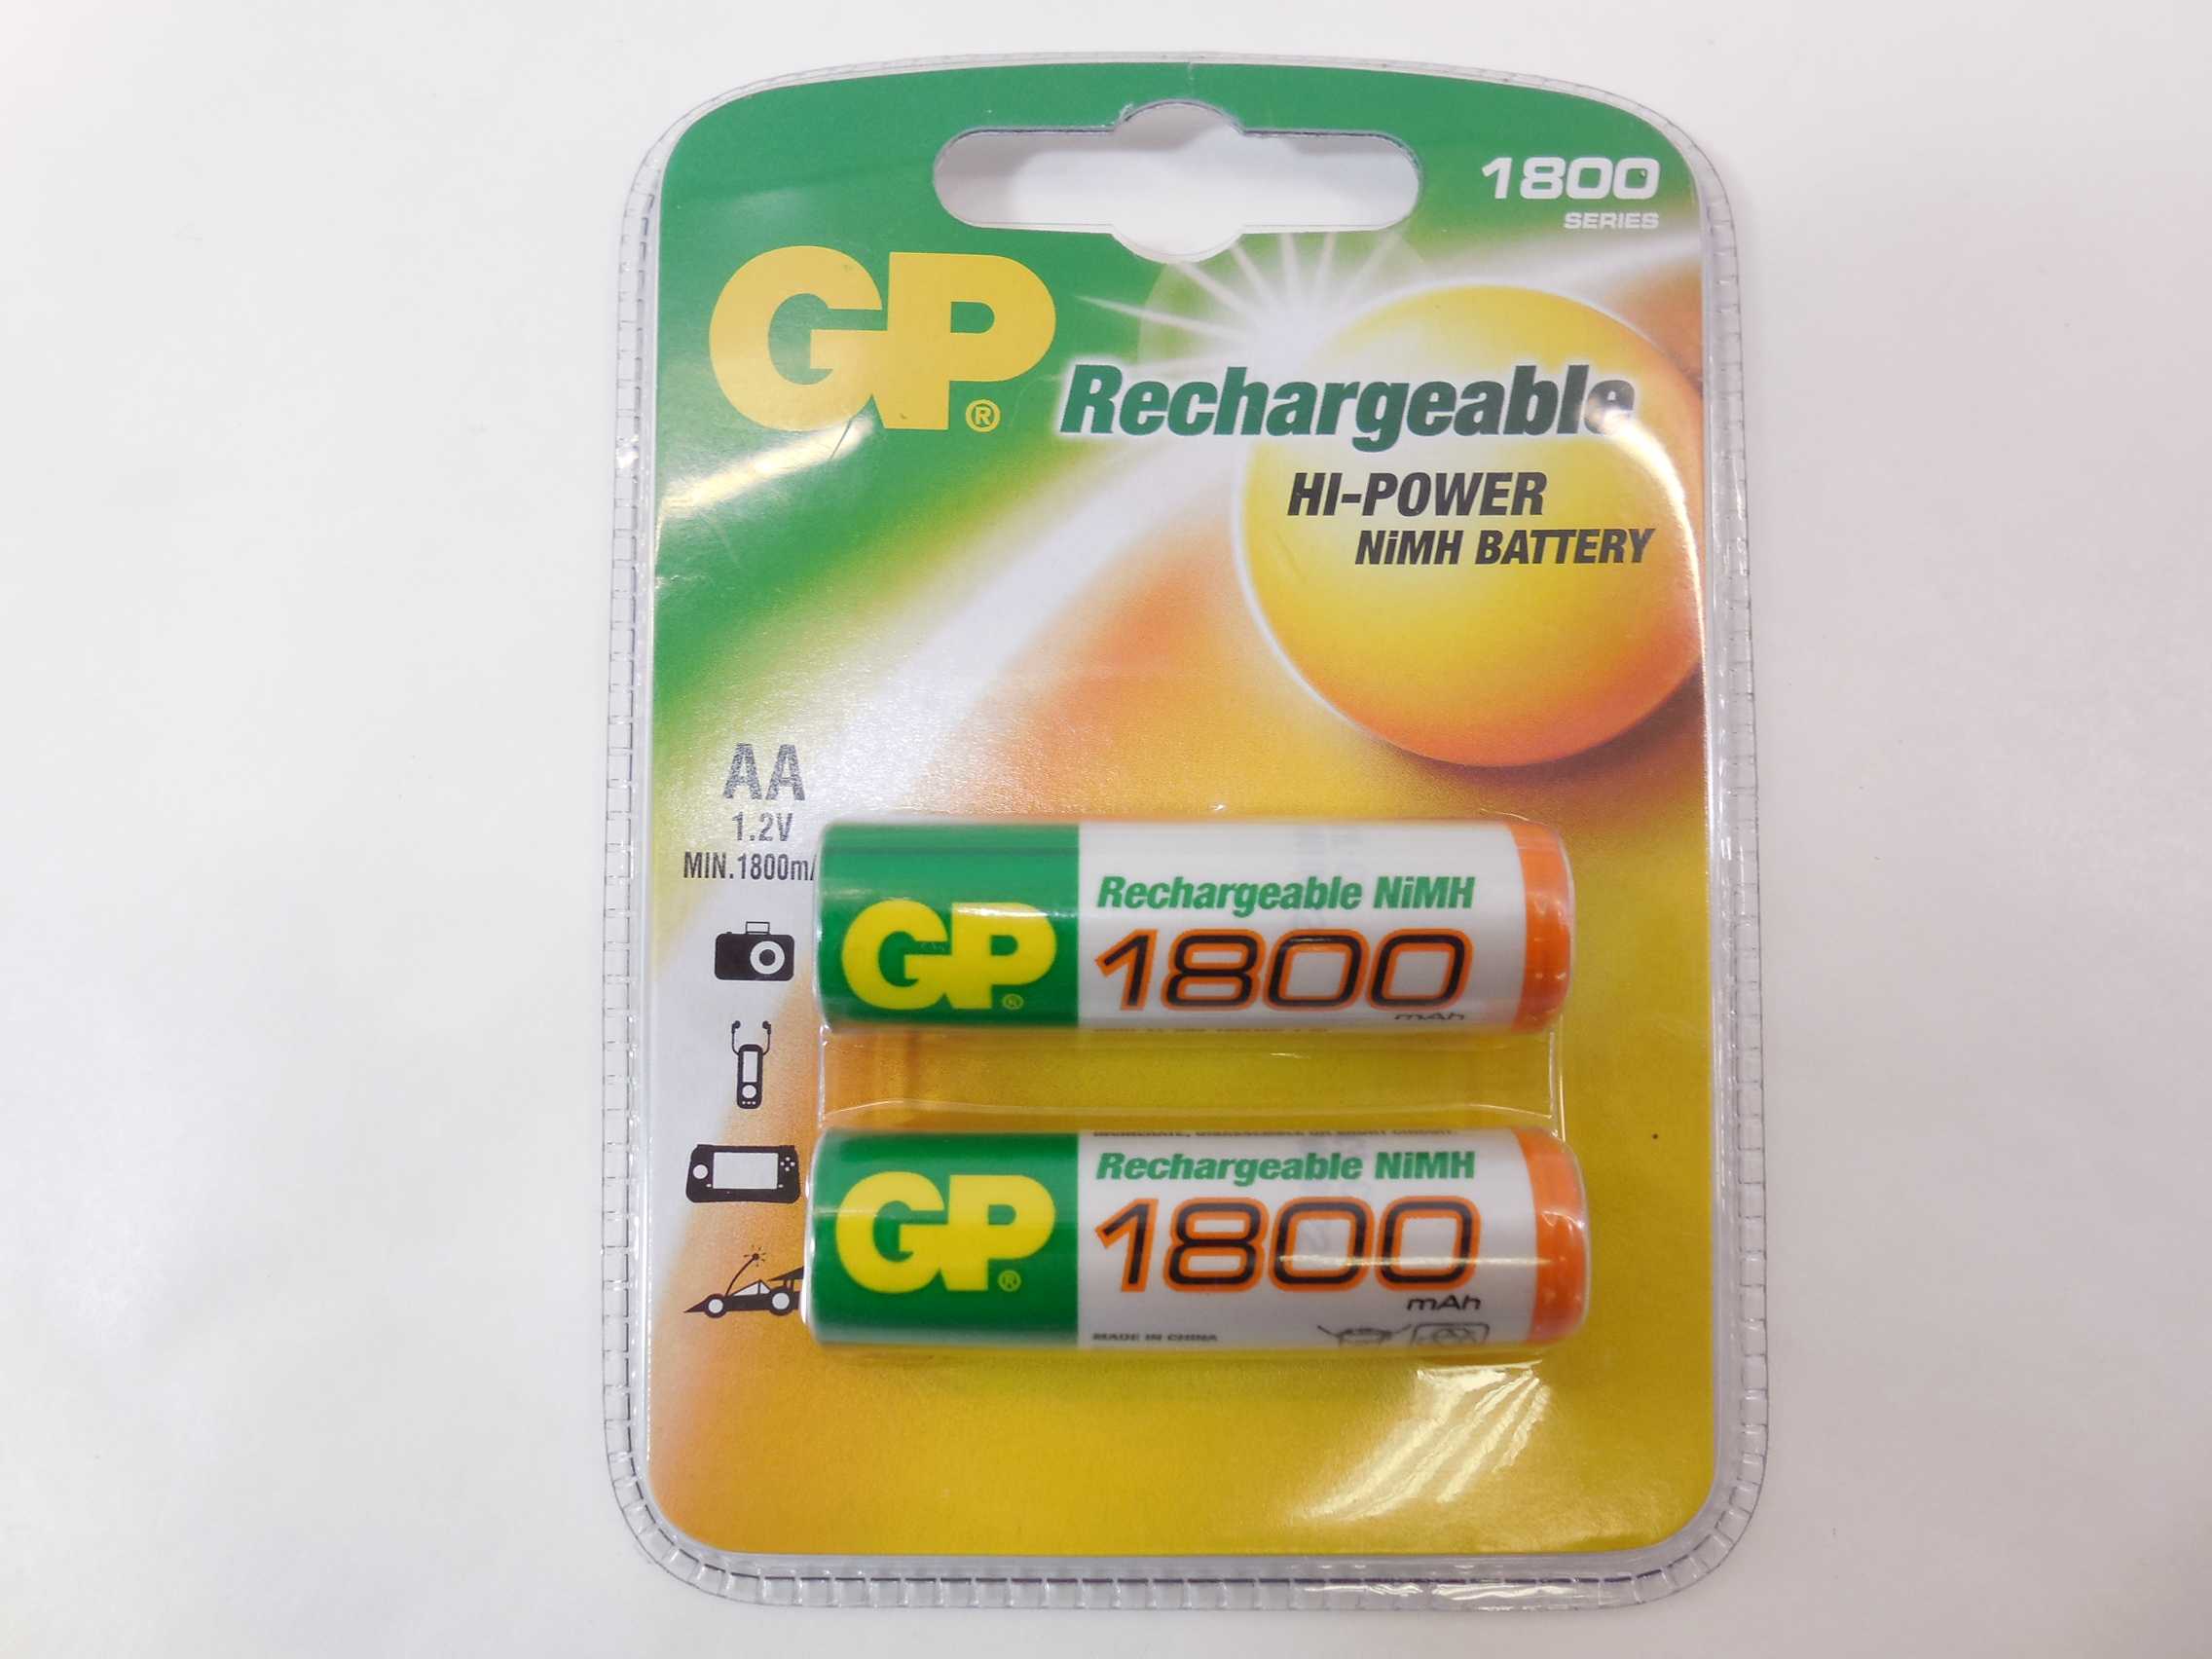 1800
SERIES
GP®
Rechargeable
HI-POWER
NiMH BATTERY
AA
1.2V
MIN.1800m
GP®
Rechargeable NiMH
1800
mAh
GP®
Rechargeable NiMH
1800
mAh
MADE IN CHINA